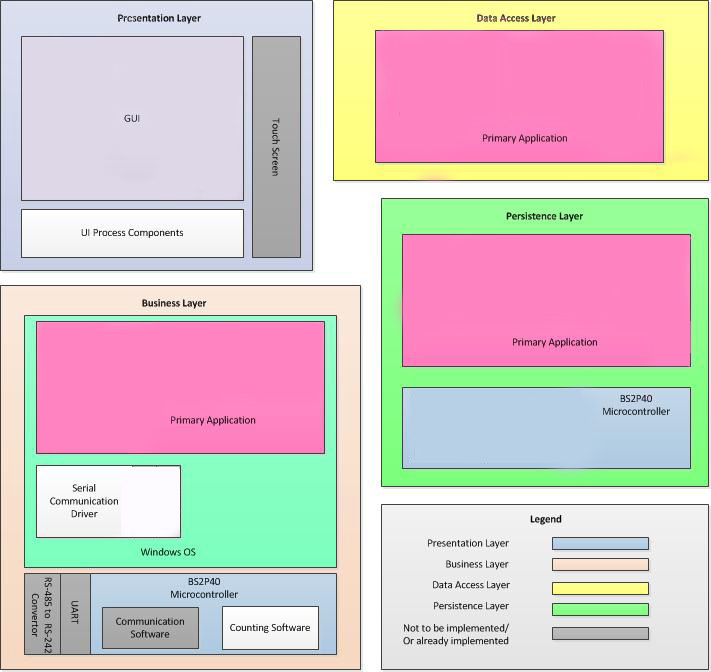 Presentation Layer
GUI
Touch Screen
UI Process Components
Data Access Layer
Primary Application
Persistence Layer
Primary Application
BS2P40
Microcontroller
Business Layer
Primary Application
Serial
Communication
Driver
Windows OS
RS-485 to RS-242
Convertor
UART
BS2P40
Microcontroller
Communication
Software
Counting Software
Legend
Presentation Layer
Business Layer
Data Access Layer
Persistence Layer
Not to be implemented/
Or already implemented